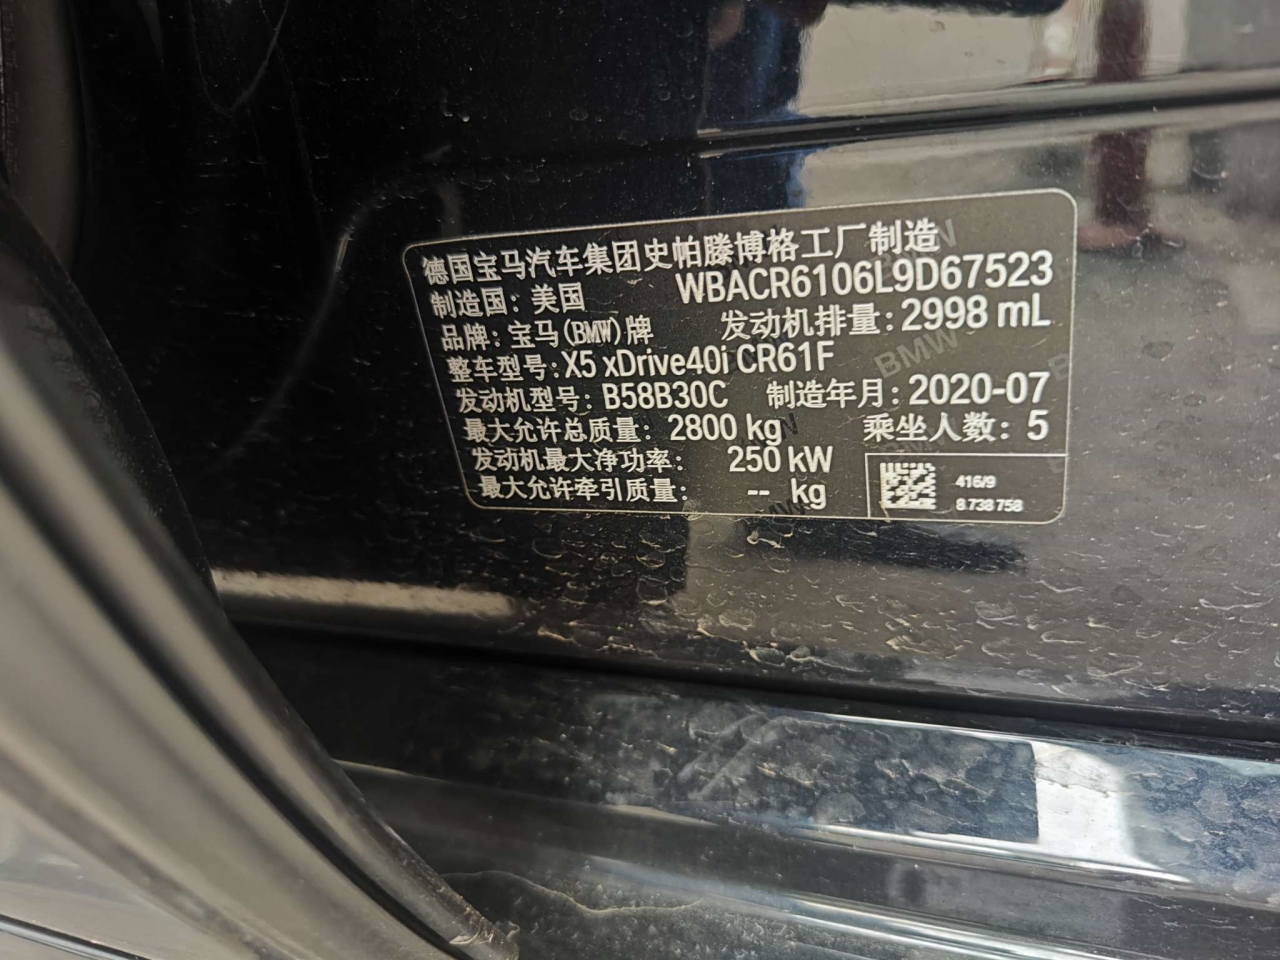 德国宝马汽车集团史帕滕博格工厂制造
制造国：美国 WBACR6106L9D67523
品牌：宝马(BMW)牌 发动机排量：2998 mL
整车型号：X5 xDrive40i CR61F
发动机型号：B58B30C 制造年月：2020-07
最大允许总质量：2800 kg 乘坐人数：5
发动机最大净功率：250 kW
最大允许牵引质量：-- kg
416/9
8 738 758